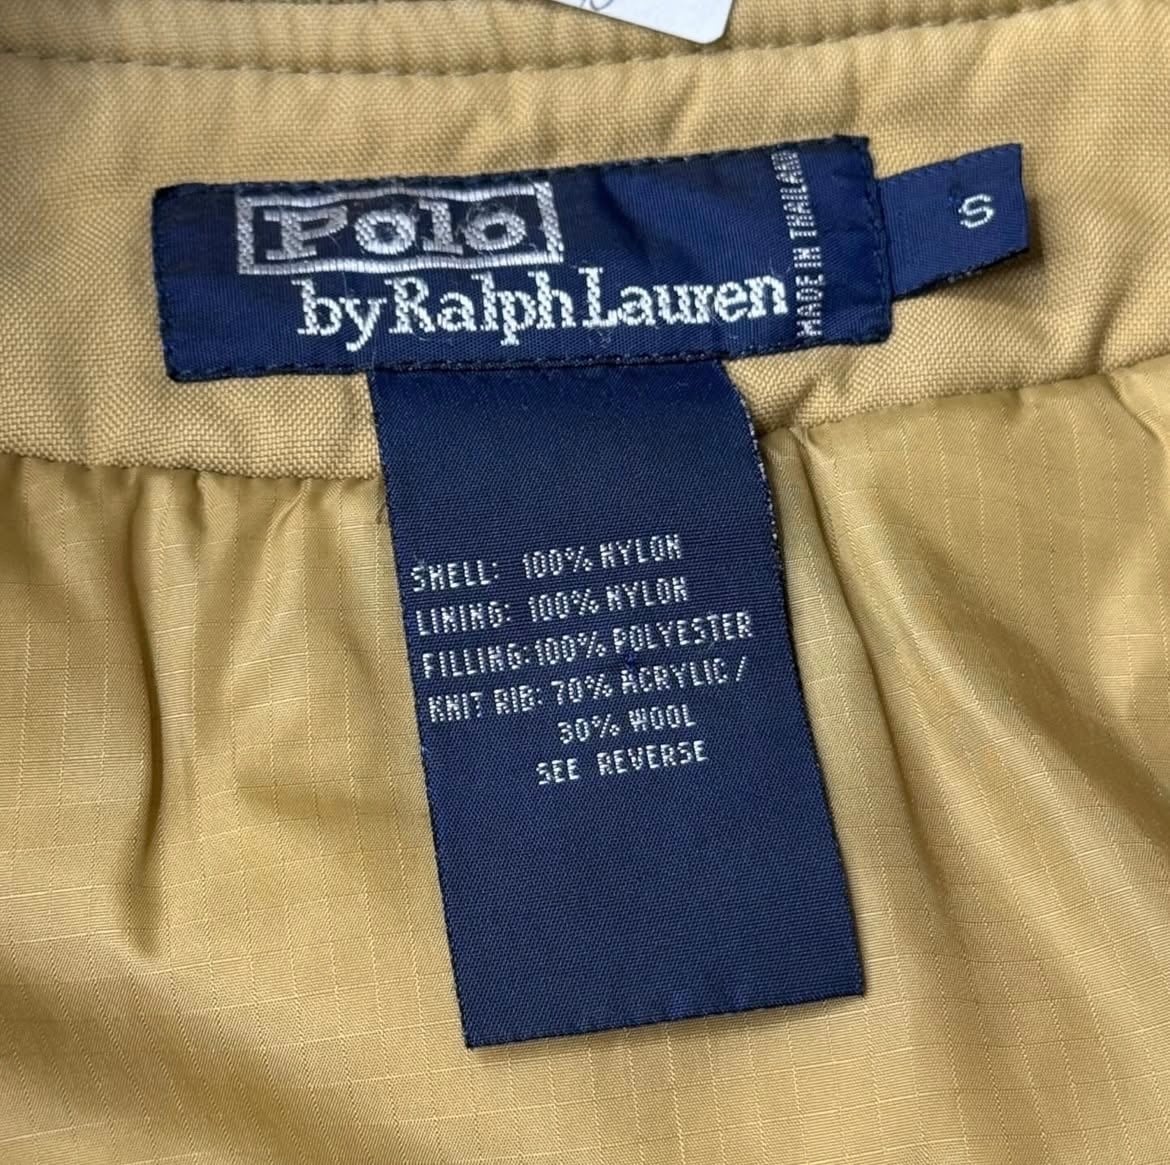 Polo
by Ralph Lauren
MADE IN THAILAND
S
SHELL: 100% NYLON
LINING: 100% NYLON
FILLING: 100% POLYESTER
KNIT RIB: 70% ACRYLIC /
30% WOOL
SEE REVERSE